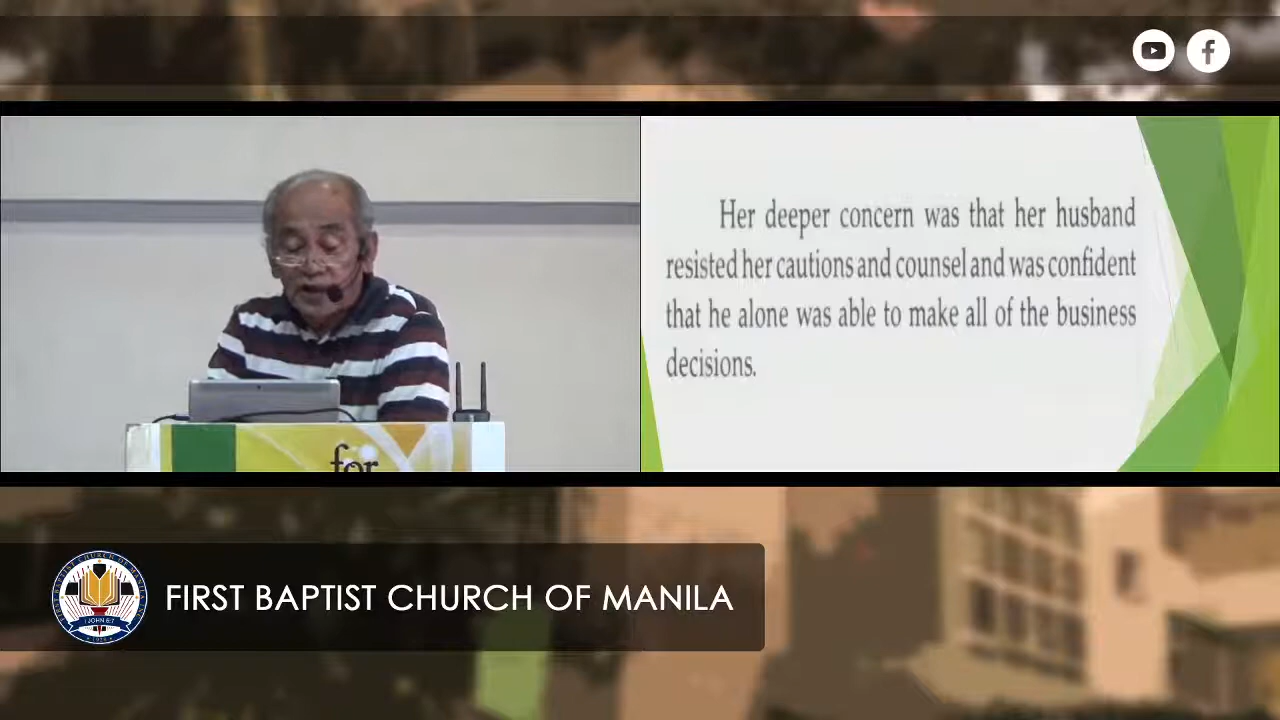 Her deeper concern was that her husband
resisted her cautions and counsel and was confident
that he alone was able to make all of the business
decisions.
for
FIRST BAPTIST CHURCH OF MANILA